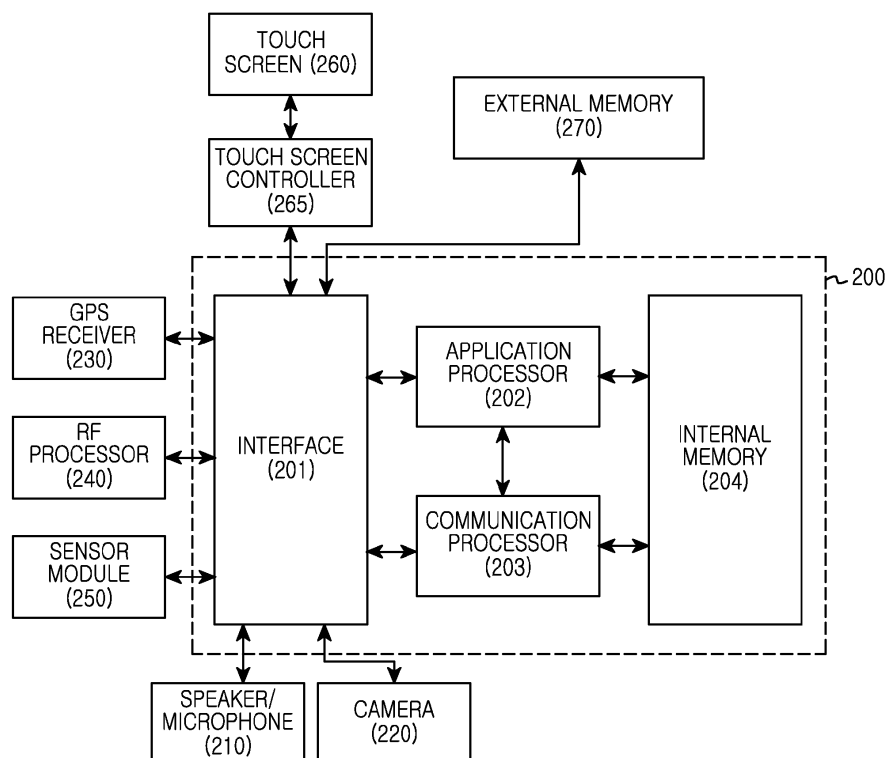 TOUCH
SCREEN (260)
EXTERNAL MEMORY
(270)
TOUCH SCREEN
CONTROLLER
(265)
200
GPS
RECEIVER
(230)
RF
PROCESSOR
(240)
SENSOR
MODULE
(250)
INTERFACE
(201)
APPLICATION
PROCESSOR
(202)
COMMUNICATION
PROCESSOR
(203)
INTERNAL
MEMORY
(204)
SPEAKER/
MICROPHONE
(210)
CAMERA
(220)